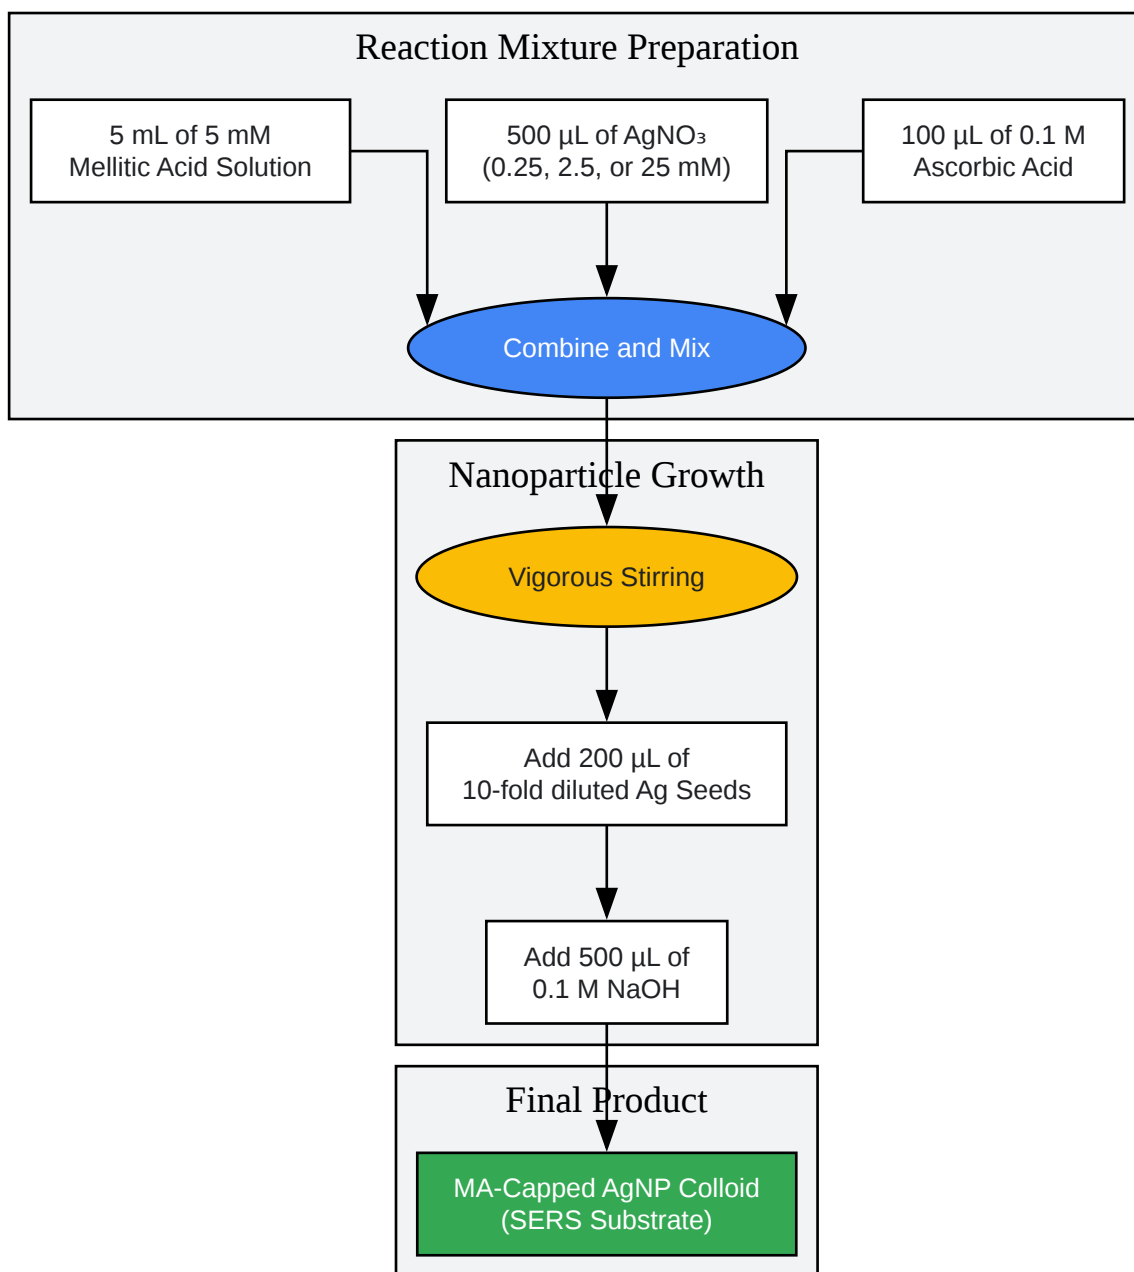 Reaction Mixture Preparation
5 mL of 5 mM
Mellitic Acid Solution
500 µL of AgNO₃
(0.25, 2.5, or 25 mM)
100 µL of 0.1 M
Ascorbic Acid
Combine and Mix
Nanoparticle Growth
Vigorous Stirring
Add 200 µL of
10-fold diluted Ag Seeds
Add 500 µL of
0.1 M NaOH
Final Product
MA-Capped AgNP Colloid
(SERS Substrate)